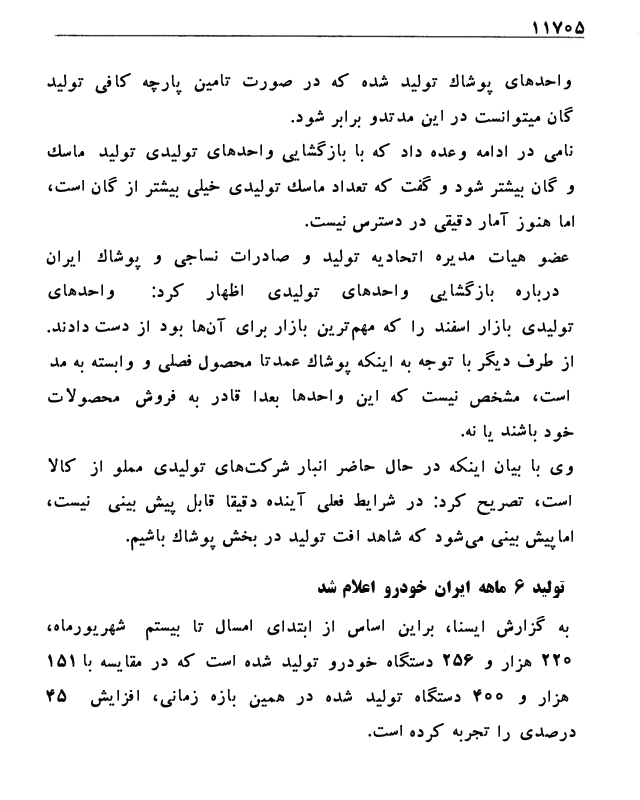 ۱۱۷۰۵
واحدهای پوشاك تولید شده که در صورت تامین پارچه کافی تولید
گان میتوانست در این مدتدو برابر شود.
نامی در ادامه وعده داد که با بازگشایی واحدهای تولیدی تولید ماسك
و گان بیشتر شود و گفت که تعداد ماسك تولیدی خیلی بیشتر از گان است،
اما هنوز آمار دقیقی در دسترس نیست.
عضو هیات مدیره اتحادیه تولید و صادرات نساجی و پوشاك ایران
درباره بازگشایی واحدهای تولیدی اظهار کرد: واحدهای
تولیدی بازار اسفند را که مهم‌ترین بازار برای آن‌ها بود از دست دادند.
از طرف دیگر با توجه به اینکه پوشاك عمدتا محصول فصلی و وابسته به مد
است، مشخص نیست که این واحدها بعدا قادر به فروش محصولات
خود باشند یا نه.
وی با بیان اینکه در حال حاضر انبار شرکت‌های تولیدی مملو از کالا
است، تصریح کرد: در شرایط فعلی آینده دقیقا قابل پیش بینی نیست،
اماپیش بینی می‌شود که شاهد افت تولید در بخش پوشاك باشیم.
تولید ۶ ماهه ایران خودرو اعلام شد
به گزارش ایسنا، براین اساس از ابتدای امسال تا بیستم شهریورماه،
۲۲۰ هزار و ۲۵۶ دستگاه خودرو تولید شده است که در مقایسه با ۱۵۱
هزار و ۴۰۰ دستگاه تولید شده در همین بازه زمانی، افزایش ۴۵
درصدی را تجربه کرده است.